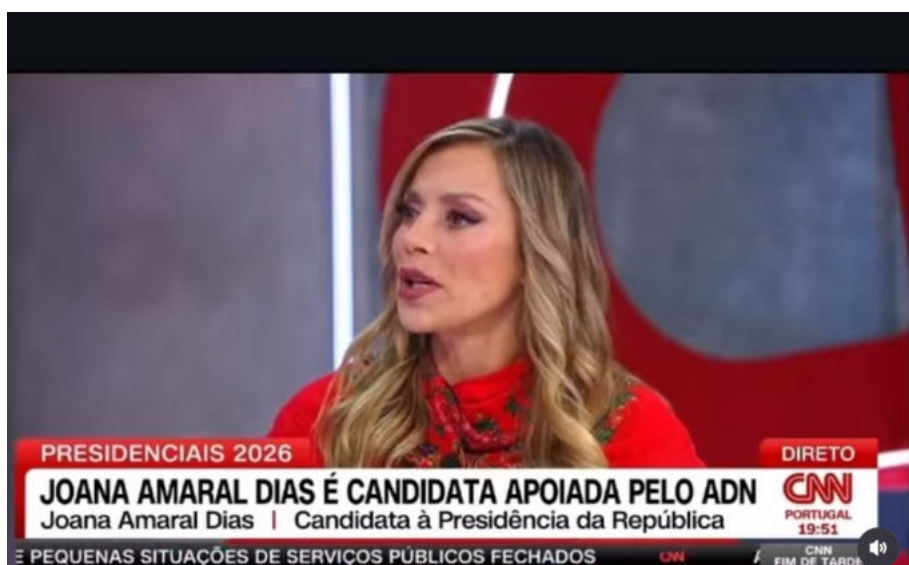 PRESIDENCIAIS 2026
DIRETO
JOANA AMARAL DIAS É CANDIDATA APOIADA PELO ADN
Joana Amaral Dias | Candidata à Presidência da República
CNN
PORTUGAL
19:51
E PEQUENAS SITUAÇÕES DE SERVIÇOS PÚBLICOS FECHADOS
CNN
CNN
FIM DE TARDE